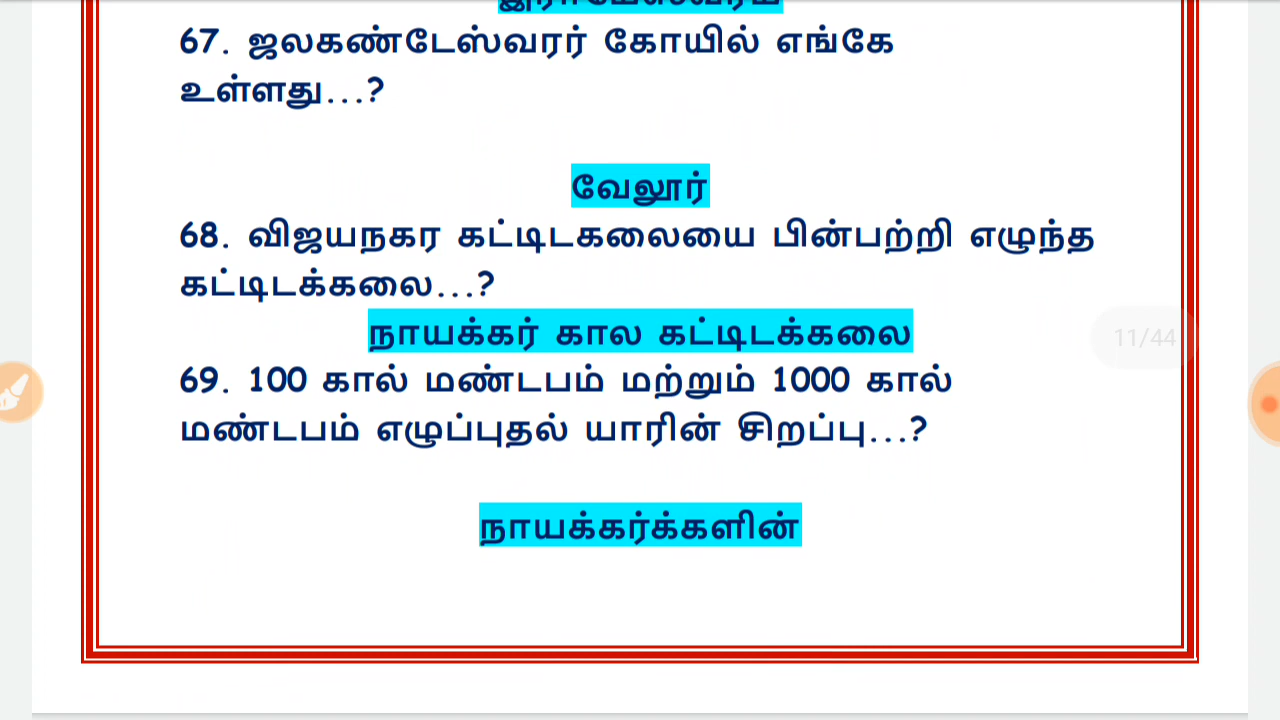 67. ஜலகண்டேஸ்வரர் கோயில் எங்கே
உள்ளது...?
வேலூர்
68. விஜயநகர கட்டிடகலையை பின்பற்றி எழுந்த
கட்டிடக்கலை...?
நாயக்கர் கால கட்டிடக்கலை
11/44
69. 100 கால் மண்டபம் மற்றும் 1000 கால்
மண்டபம் எழுப்புதல் யாரின் சிறப்பு...?
நாயக்கர்க்களின்